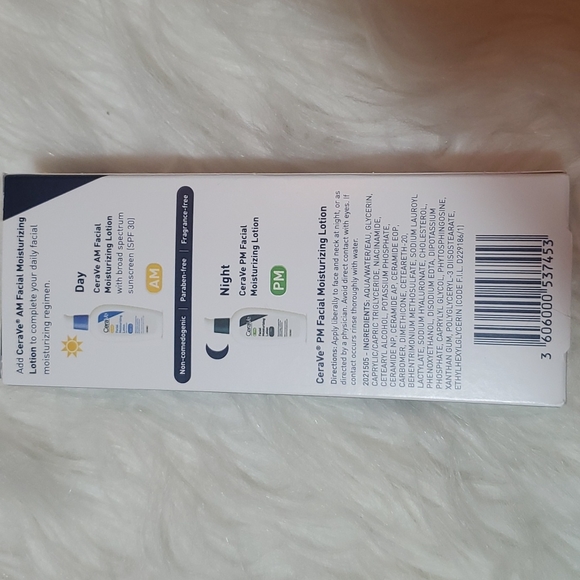 Add CeraVe® AM Facial Moisturizing
Lotion to complete your daily facial
moisturizing regimen.
Day
CeraVe AM Facial
Moisturizing Lotion
with broad spectrum
sunscreen (SPF 30)
AM
CeraVe
Non-comedogenic | Paraben-free | Fragrance-free
Night
CeraVe PM Facial
Moisturizing Lotion
PM
CeraVe
CeraVe® PM Facial Moisturizing Lotion
Directions: Apply liberally to face and neck at night, or as
directed by a physician. Avoid direct contact with eyes. If
contact occurs rinse thoroughly with water.
2021505 - INGREDIENTS: AQUA/WATER/EAU, GLYCERIN,
CAPRYLIC/CAPRIC TRIGLYCERIDE, NIACINAMIDE,
CETEARYL ALCOHOL, POTASSIUM PHOSPHATE,
CERAMIDE NP, CERAMIDE AP, CERAMIDE EOP,
CARBOMER, DIMETHICONE, CETEARETH-20,
BEHENTRIMONIUM METHOSULFATE, SODIUM LAUROYL
LACTYLATE, SODIUM HYALURONATE, CHOLESTEROL,
PHENOXYETHANOL, DISODIUM EDTA, DIPOTASSIUM
PHOSPHATE, CAPRYLYL GLYCOL, PHYTOSPHINGOSINE,
XANTHAN GUM, POLYGLYCERYL-3 DIISOSTEARATE,
ETHYLHEXYLGLYCERIN (CODE F.I.L. D229186/1)
3 606000 537453